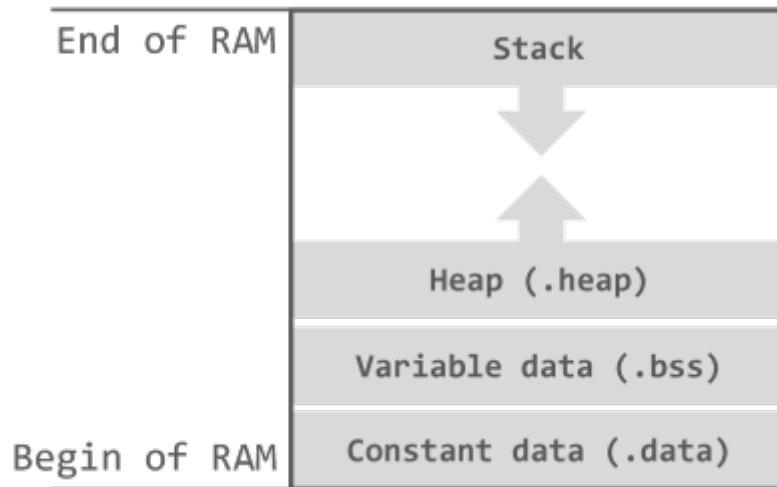 End of RAM
Stack
Heap (.heap)
Variable data (.bss)
Begin of RAM
Constant data (.data)